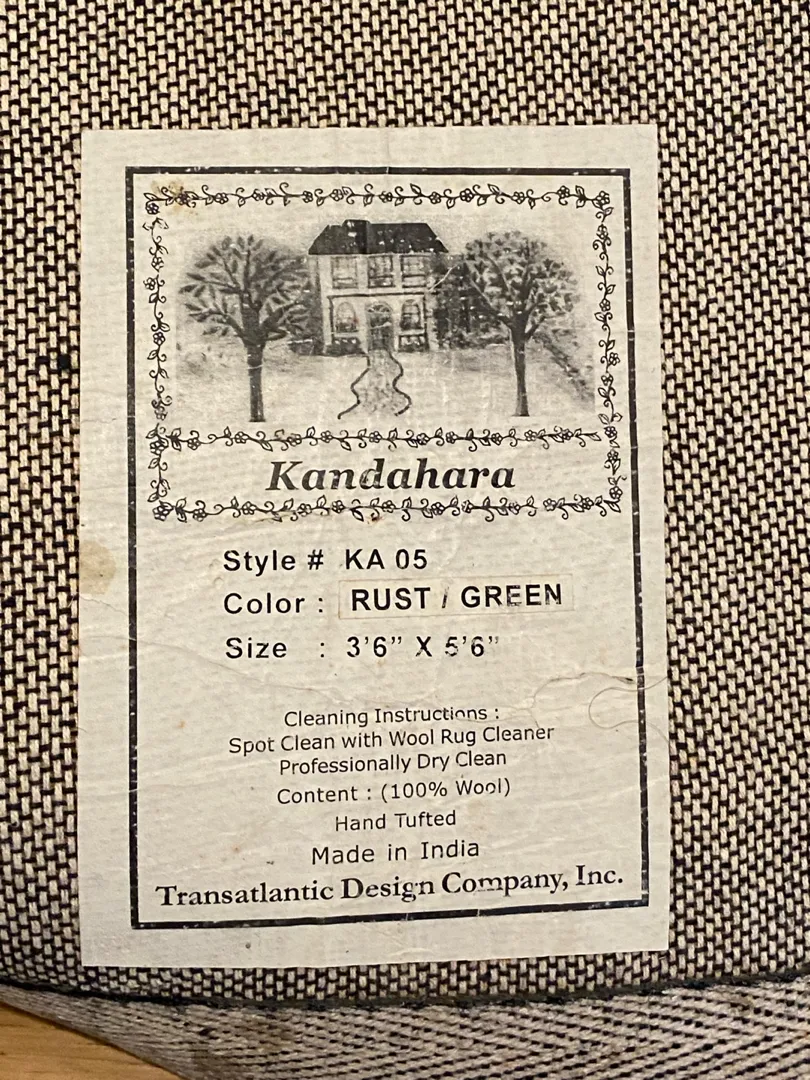 Kandahara
Style # KA 05
Color : RUST / GREEN
Size : 3'6" X 5'6"
Cleaning Instructions :
Spot Clean with Wool Rug Cleaner
Professionally Dry Clean
Content : (100% Wool)
Hand Tufted
Made in India
Transatlantic Design Company, Inc.